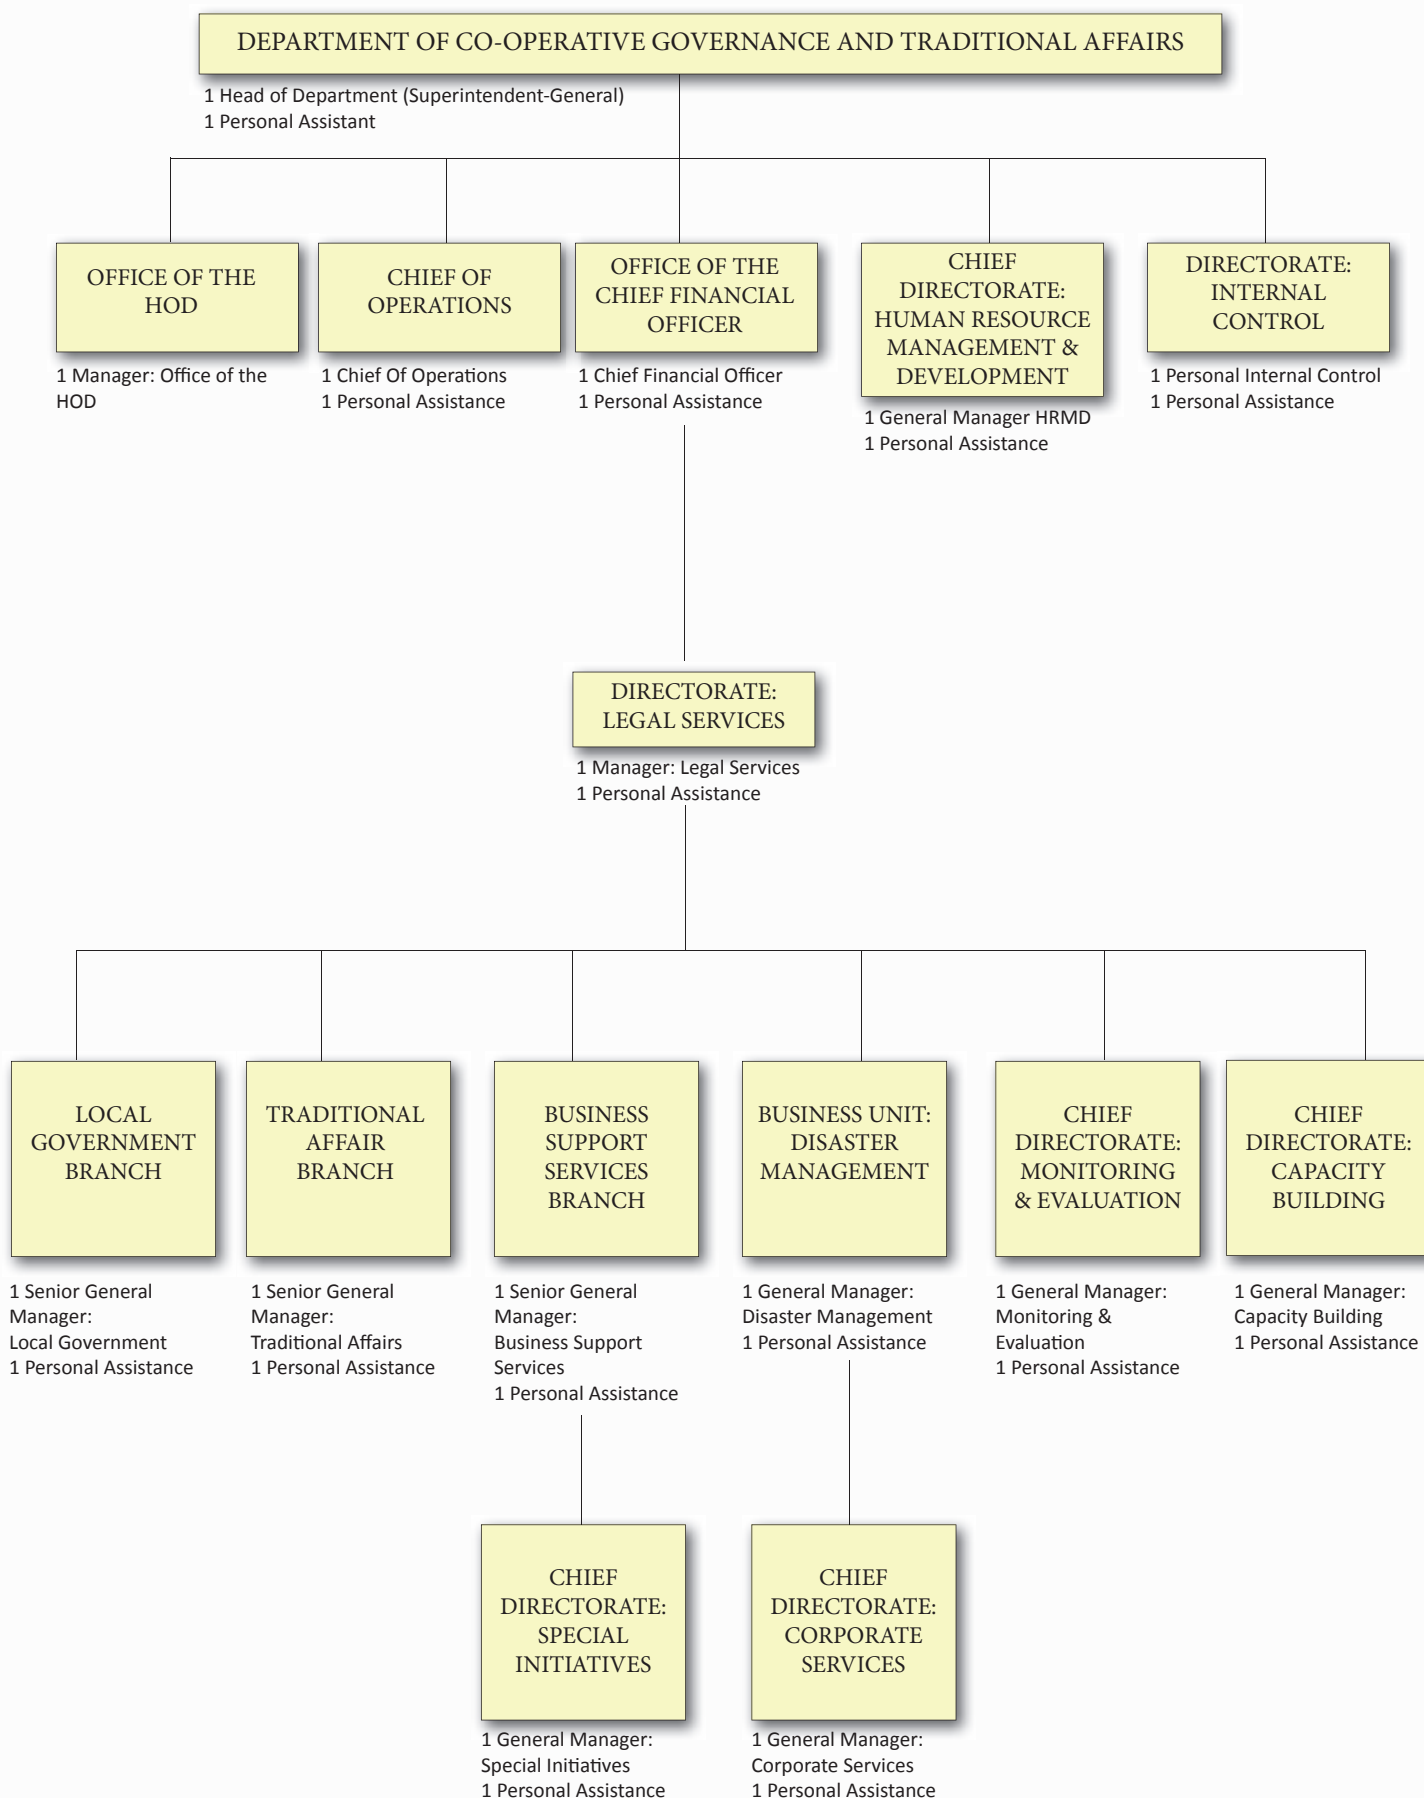 DEPARTMENT OF CO-OPERATIVE GOVERNANCE AND TRADITIONAL AFFAIRS
1 Head of Department (Superintendent-General)
1 Personal Assistant
OFFICE OF THE
HOD
1 Manager: Office of the
HOD
CHIEF OF
OPERATIONS
1 Chief Of Operations
1 Personal Assistance
OFFICE OF THE
CHIEF FINANCIAL
OFFICER
1 Chief Financial Officer
1 Personal Assistance
CHIEF
DIRECTORATE:
HUMAN RESOURCE
MANAGEMENT &
DEVELOPMENT
1 General Manager HRMD
1 Personal Assistance
DIRECTORATE:
INTERNAL
CONTROL
1 Personal Internal Control
1 Personal Assistance
DIRECTORATE:
LEGAL SERVICES
1 Manager: Legal Services
1 Personal Assistance
LOCAL
GOVERNMENT
BRANCH
1 Senior General
Manager:
Local Government
1 Personal Assistance
TRADITIONAL
AFFAIR
BRANCH
1 Senior General
Manager:
Traditional Affairs
1 Personal Assistance
BUSINESS
SUPPORT
SERVICES
BRANCH
1 Senior General
Manager:
Business Support
Services
1 Personal Assistance
BUSINESS UNIT:
DISASTER
MANAGEMENT
1 General Manager:
Disaster Management
1 Personal Assistance
CHIEF
DIRECTORATE:
MONITORING
& EVALUATION
1 General Manager:
Monitoring &
Evaluation
1 Personal Assistance
CHIEF
DIRECTORATE:
CAPACITY
BUILDING
1 General Manager:
Capacity Building
1 Personal Assistance
CHIEF
DIRECTORATE:
SPECIAL
INITIATIVES
1 General Manager:
Special Initiatives
1 Personal Assistance
CHIEF
DIRECTORATE:
CORPORATE
SERVICES
1 General Manager:
Corporate Services
1 Personal Assistance